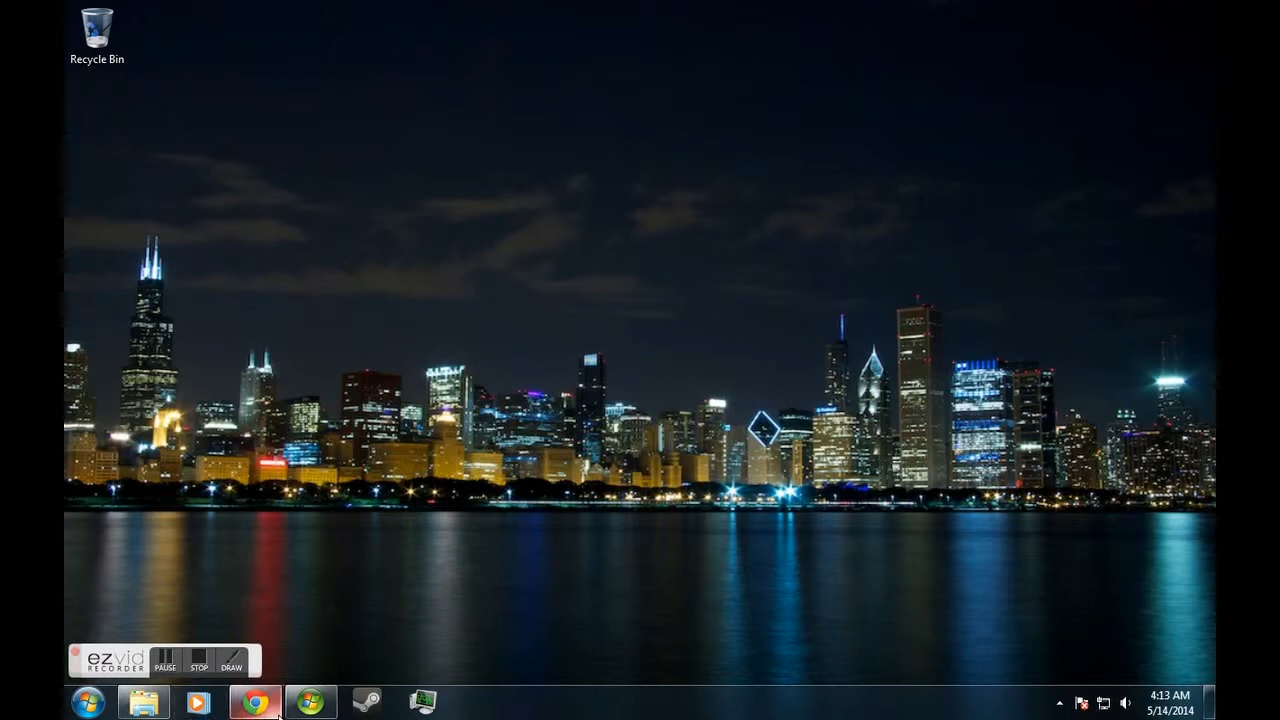 Recycle Bin
ezvid
RECORDER
PAUSE
STOP
DRAW
4:13 AM
5/14/2014